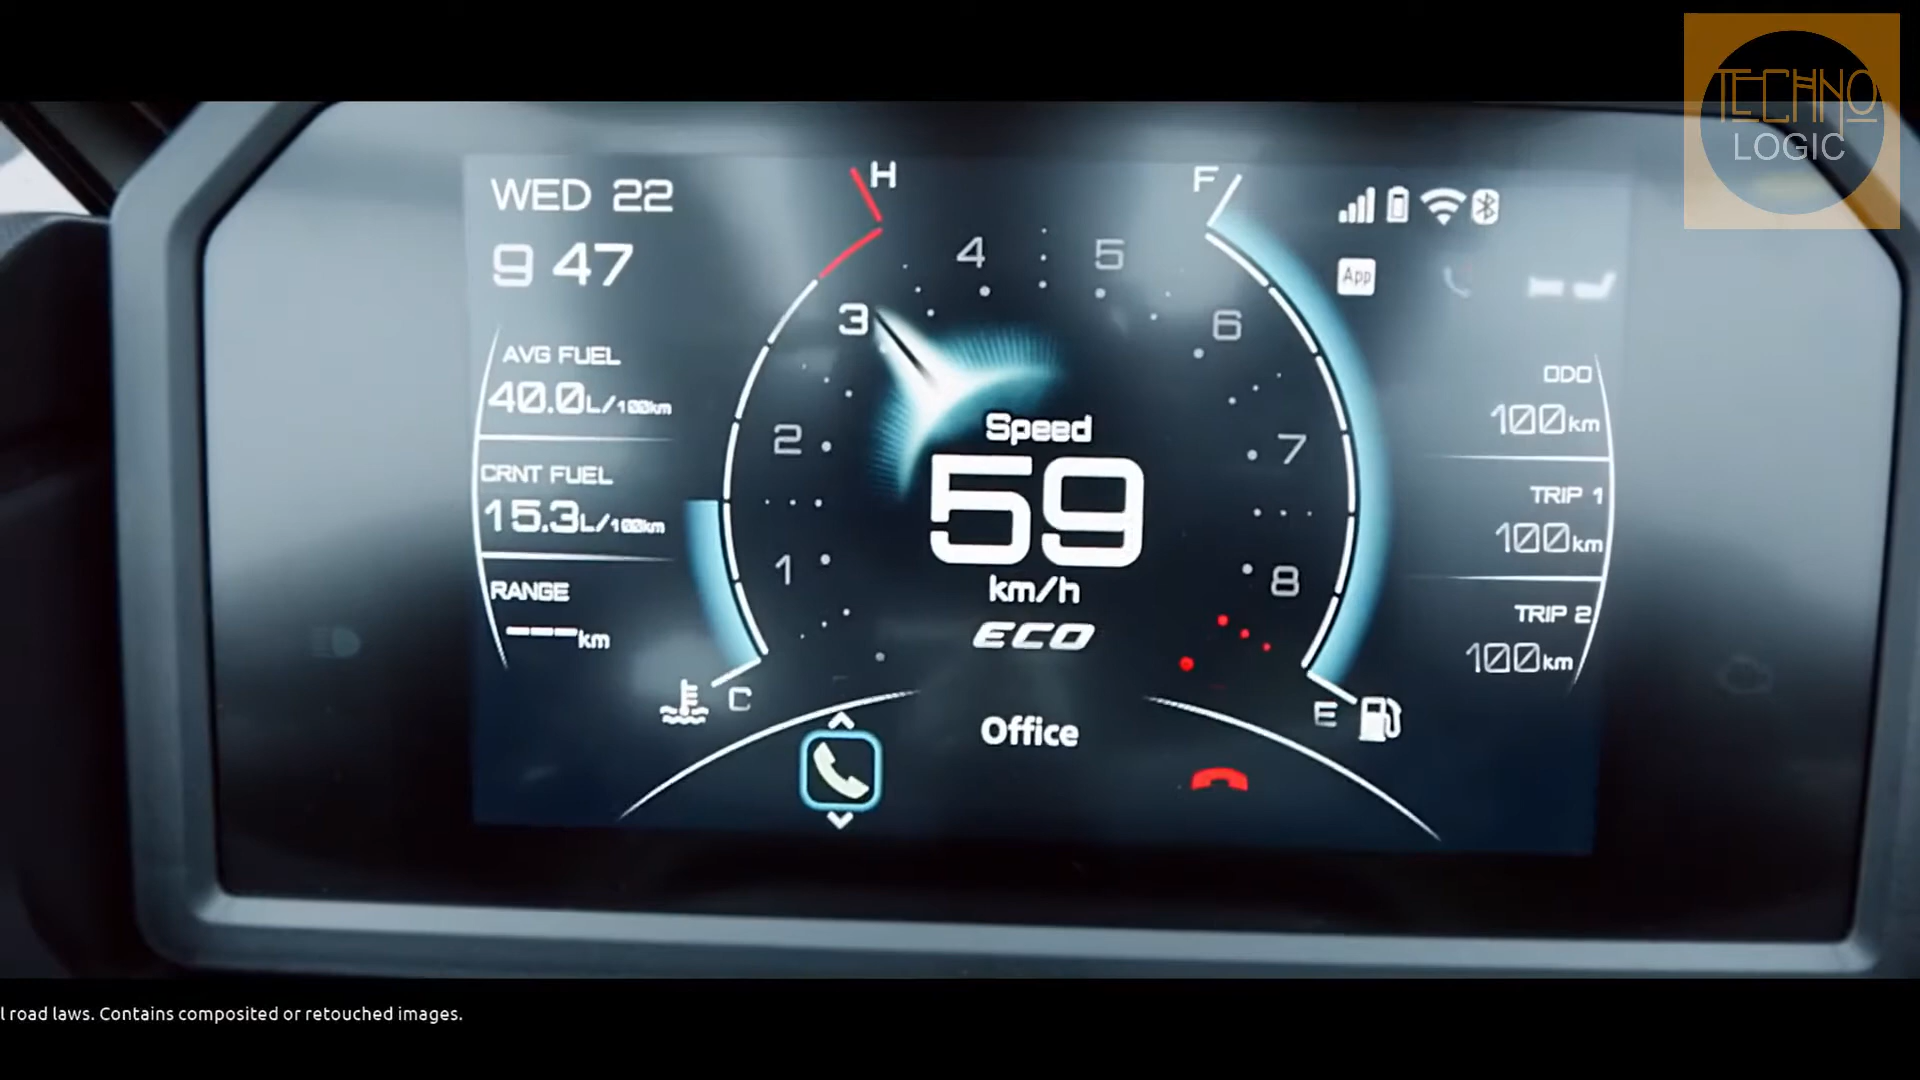 TECHNO
LOGIC
WED 22
9 47
H
F
App
4
5
3
6
2
7
1
8
AVG FUEL
40.0L/100km
CRNT FUEL
15.3L/100km
RANGE
---km
Speed
59
km/h
ECO
ODO
100km
TRIP 1
100km
TRIP 2
100km
C
E
Office
l road laws. Contains composited or retouched images.